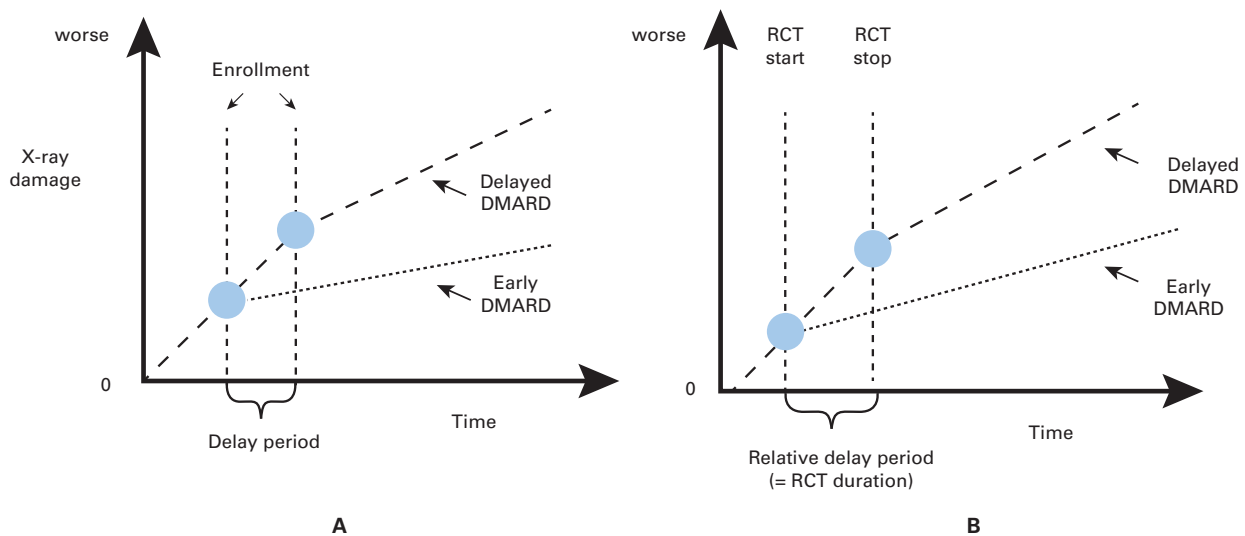 worse
Enrollment
X-ray
damage
Delayed
DMARD
Early
DMARD
0
Time
Delay period
A
worse
RCT
start
RCT
stop
Delayed
DMARD
Early
DMARD
0
Time
Relative delay period
(= RCT duration)
B